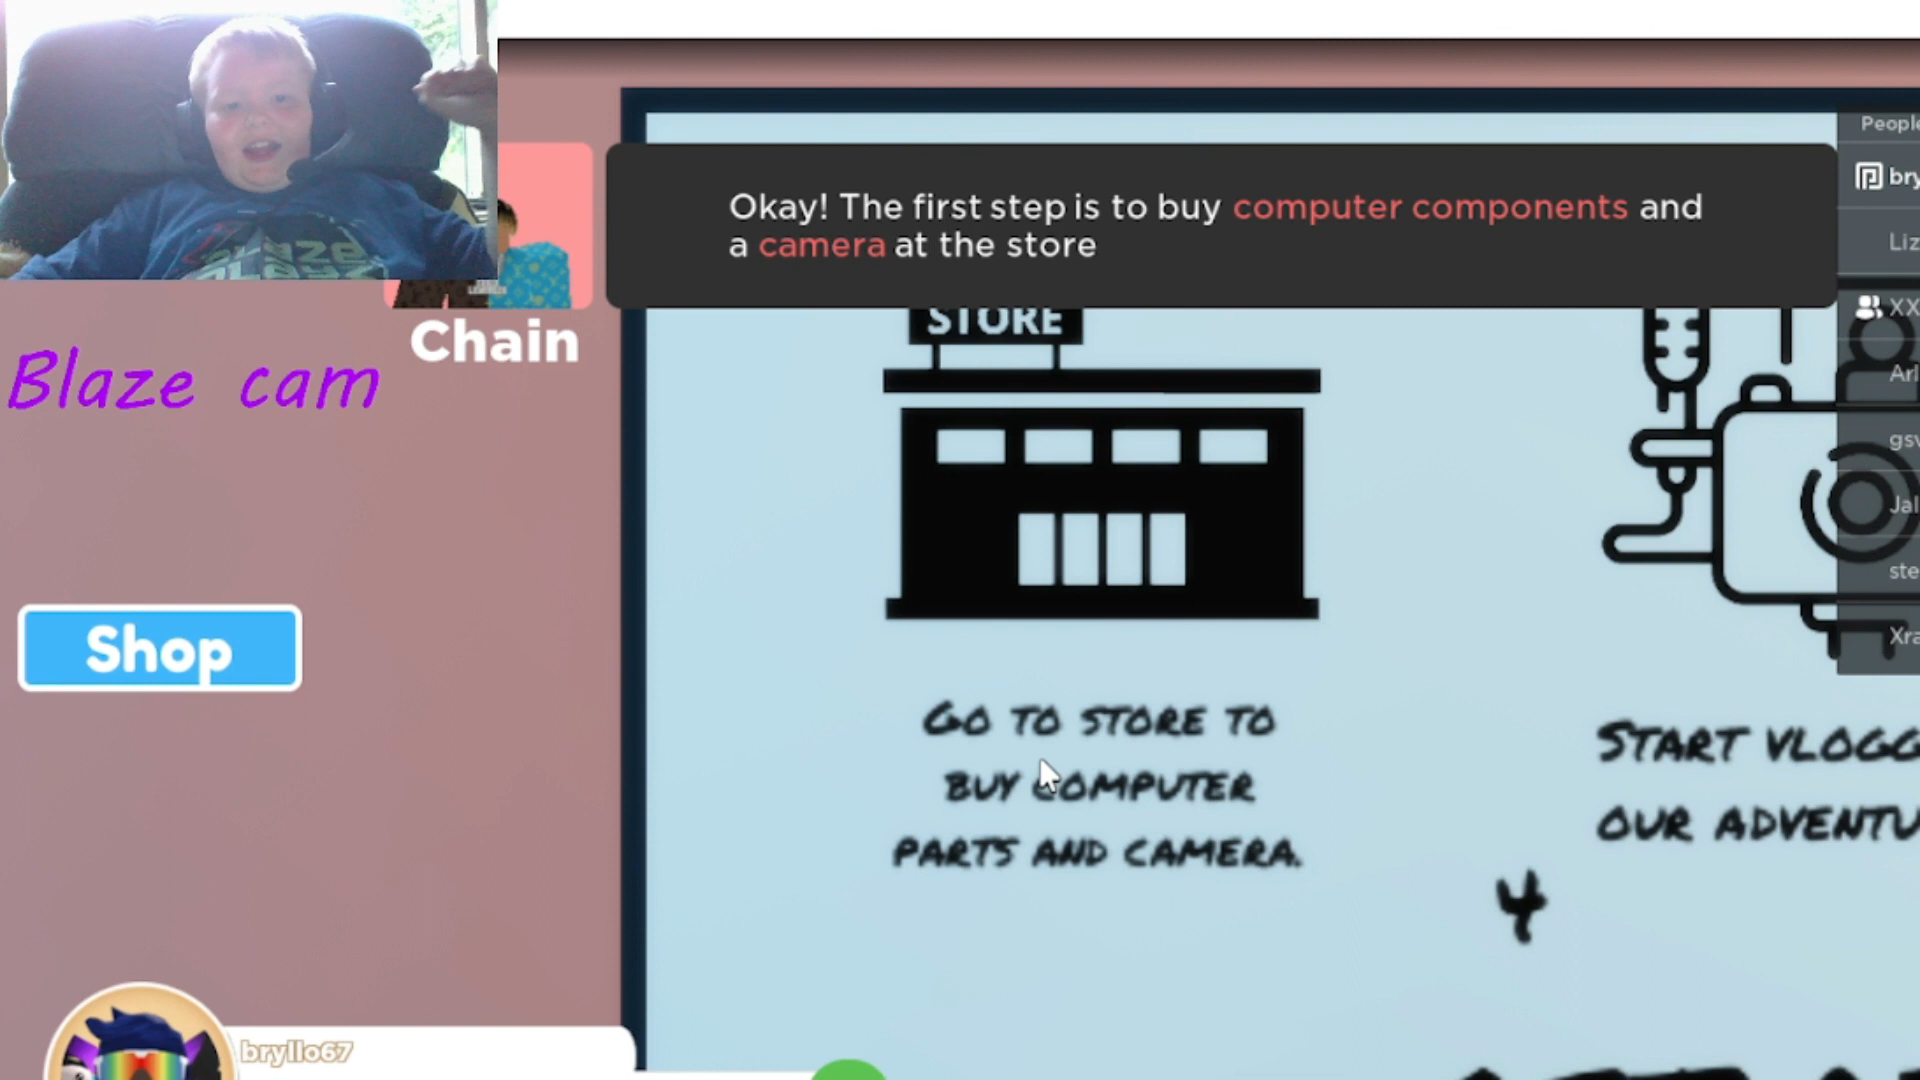 People
bry
Okay! The first step is to buy computer components and
a camera at the store
Liz
XX
STORE
Chain
Blaze cam
Arl
gsv
Jal
ste
Shop
Xra
Go to store to
buy computer
parts and camera.
Start vlogg
our adventu
4
bryllo67